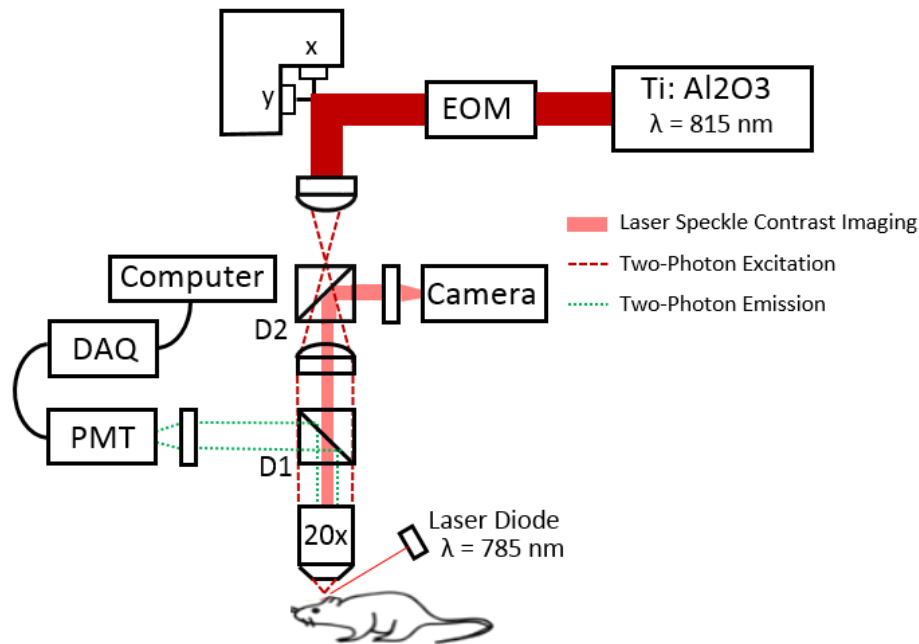 x
y
EOM
Ti: Al2O3
λ = 815 nm
Laser Speckle Contrast Imaging
Two-Photon Excitation
Two-Photon Emission
Computer
Camera
D2
DAQ
PMT
D1
20x
Laser Diode
λ = 785 nm